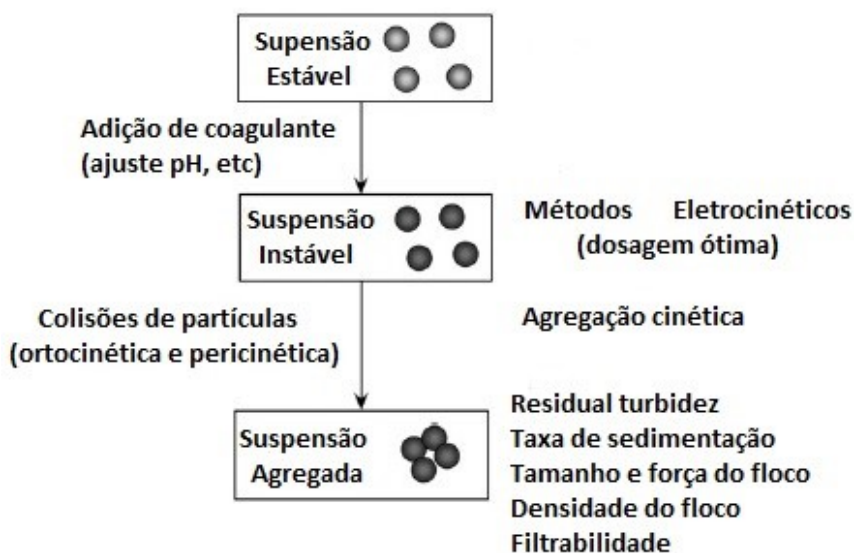 Supensão
Estável
Adição de coagulante
(ajuste pH, etc)
Suspensão
Instável
Métodos Eletrocinéticos
(dosagem ótima)
Colisões de partículas
(ortocinética e pericinética)
Agregação cinética
Suspensão
Agregada
Residual turbidez
Taxa de sedimentação
Tamanho e força do floco
Densidade do floco
Filtrabilidade